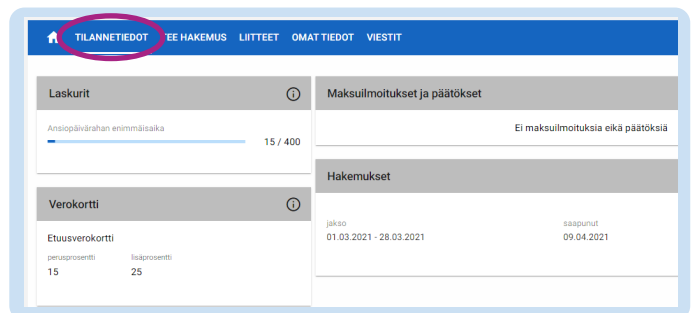 TILANNETIEDOT TEE HAKEMUS LIITTEET OMAT TIEDOT VIESTIT
Laskurit
Ansiopäivärahan enimmäisaika
15 / 400
Verokortti
Etuusverokortti
perusprosentti lisäprosentti
15 25
Maksuilmoitukset ja päätökset
Ei maksuilmoituksia eikä päätöksiä
Hakemukset
jakso saapunut
01.03.2021 - 28.03.2021 09.04.2021